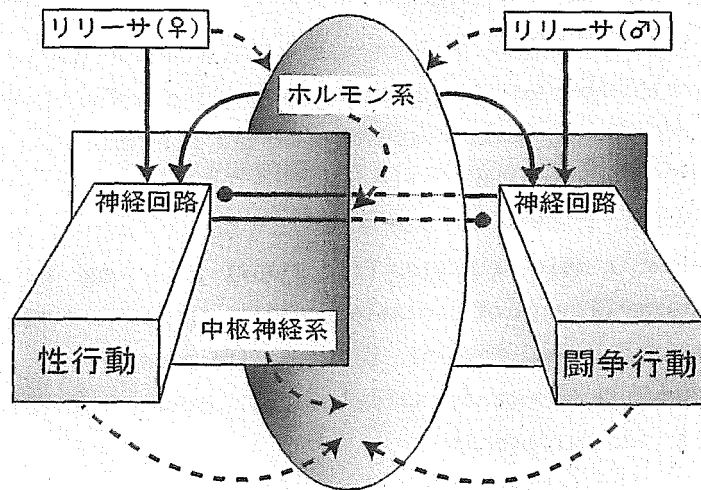 リリーサ(♀)
リリーサ(♂)
ホルモン系
神経回路
神経回路
中枢神経系
性行動
闘争行動